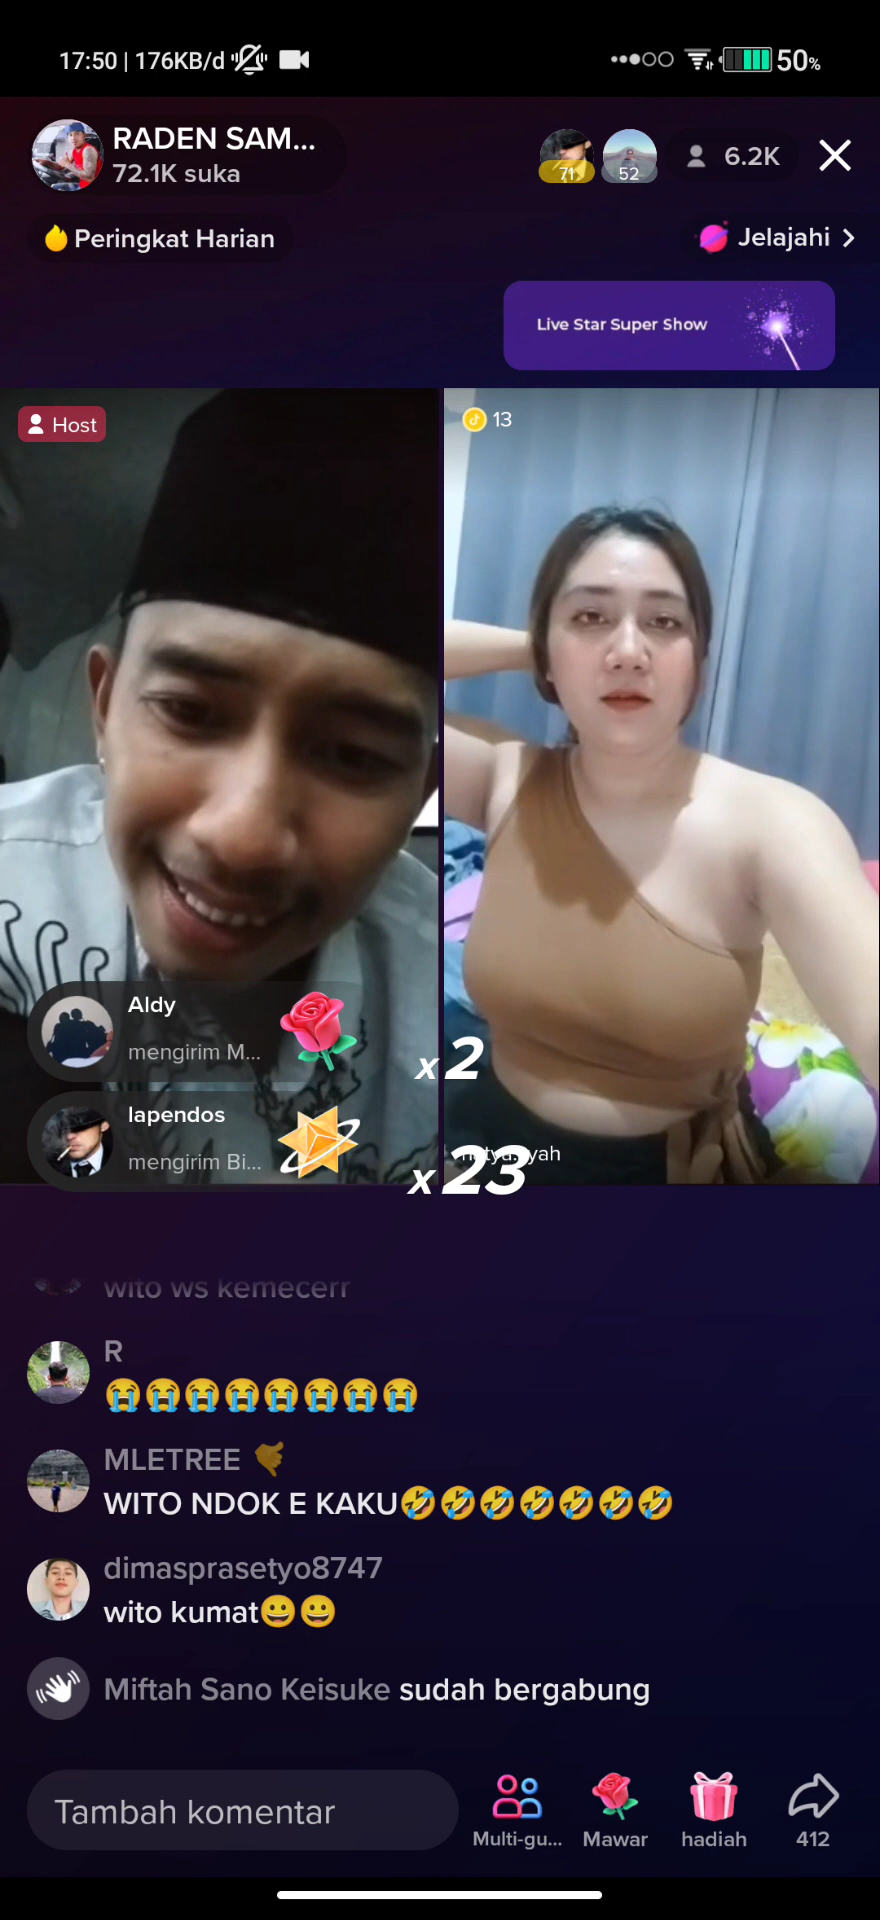 17:50 | 176KB/d
50%
RADEN SAM...
72.1K suka
71
52
6.2K
Peringkat Harian
Jelajahi
Live Star Super Show
Host
13
Aldy
mengirim M...
x2
lapendos
mengirim Bi...
x23
yah
wito ws kemecerr
R
😭😭😭😭😭😭😭😭
MLETREE 🤙
WITO NDOK E KAKU🤣🤣🤣🤣🤣🤣🤣
dimasprasetyo8747
wito kumat😀😀
Miftah Sano Keisuke sudah bergabung
Tambah komentar
Multi-gu...
Mawar
hadiah
412